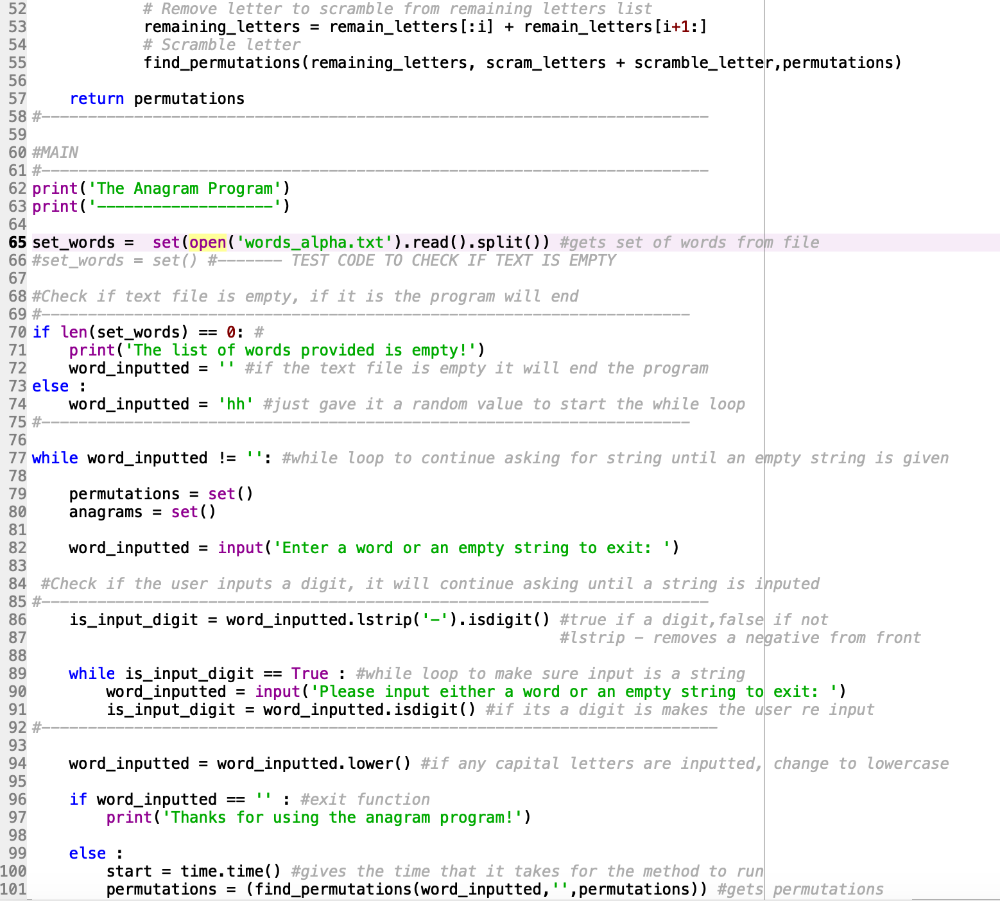 52             # Remove letter to scramble from remaining letters list
53             remaining_letters = remain_letters[:i] + remain_letters[i+1:]
54             # Scramble letter
55             find_permutations(remaining_letters, scram_letters + scramble_letter,permutations)
56
57     return permutations
58 #------------------------------------------------------------------------
59
60 #MAIN
61 #------------------------------------------------------------------------
62 print('The Anagram Program')
63 print('-------------------')
64
65 set_words =  set(open('words_alpha.txt').read().split()) #gets set of words from file
66 #set_words = set() #------- TEST CODE TO CHECK IF TEXT IS EMPTY
67
68 #Check if text file is empty, if it is the program will end
69 #----------------------------------------------------------------------
70 if len(set_words) == 0: #
71     print('The list of words provided is empty!')
72     word_inputted = '' #if the text file is empty it will end the program
73 else :
74     word_inputted = 'hh' #just gave it a random value to start the while loop
75 #----------------------------------------------------------------------
76
77 while word_inputted != '': #while loop to continue asking for string until an empty string is given
78
79     permutations = set()
80     anagrams = set()
81
82     word_inputted = input('Enter a word or an empty string to exit: ')
83
84  #Check if the user inputs a digit, it will continue asking until a string is inputed
85 #------------------------------------------------------------------------
86     is_input_digit = word_inputted.lstrip('-').isdigit() #true if a digit,false if not
87                                                          #lstrip - removes a negative from front
88
89     while is_input_digit == True : #while loop to make sure input is a string
90         word_inputted = input('Please input either a word or an empty string to exit: ')
91         is_input_digit = word_inputted.isdigit() #if its a digit is makes the user re input
92 #-------------------------------------------------------------------------
93
94     word_inputted = word_inputted.lower() #if any capital letters are inputted, change to lowercase
95
96     if word_inputted == '' : #exit function
97         print('Thanks for using the anagram program!')
98
99     else :
100         start = time.time() #gives the time that it takes for the method to run
101         permutations = (find_permutations(word_inputted,'',permutations)) #gets permutations